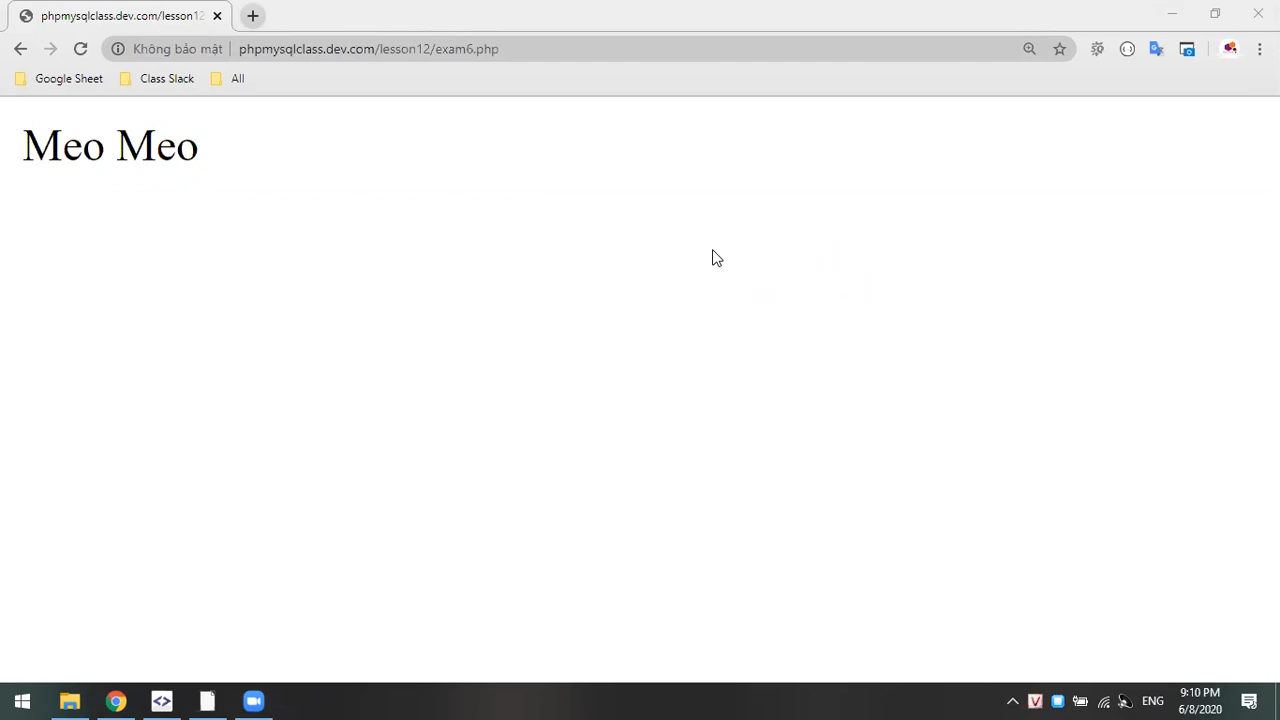 phpmysqlclass.dev.com/lesson12
Không bảo mật phpmysqlclass.dev.com/lesson12/exam6.php
Google Sheet Class Slack All
Meo Meo
ENG 9:10 PM
6/8/2020